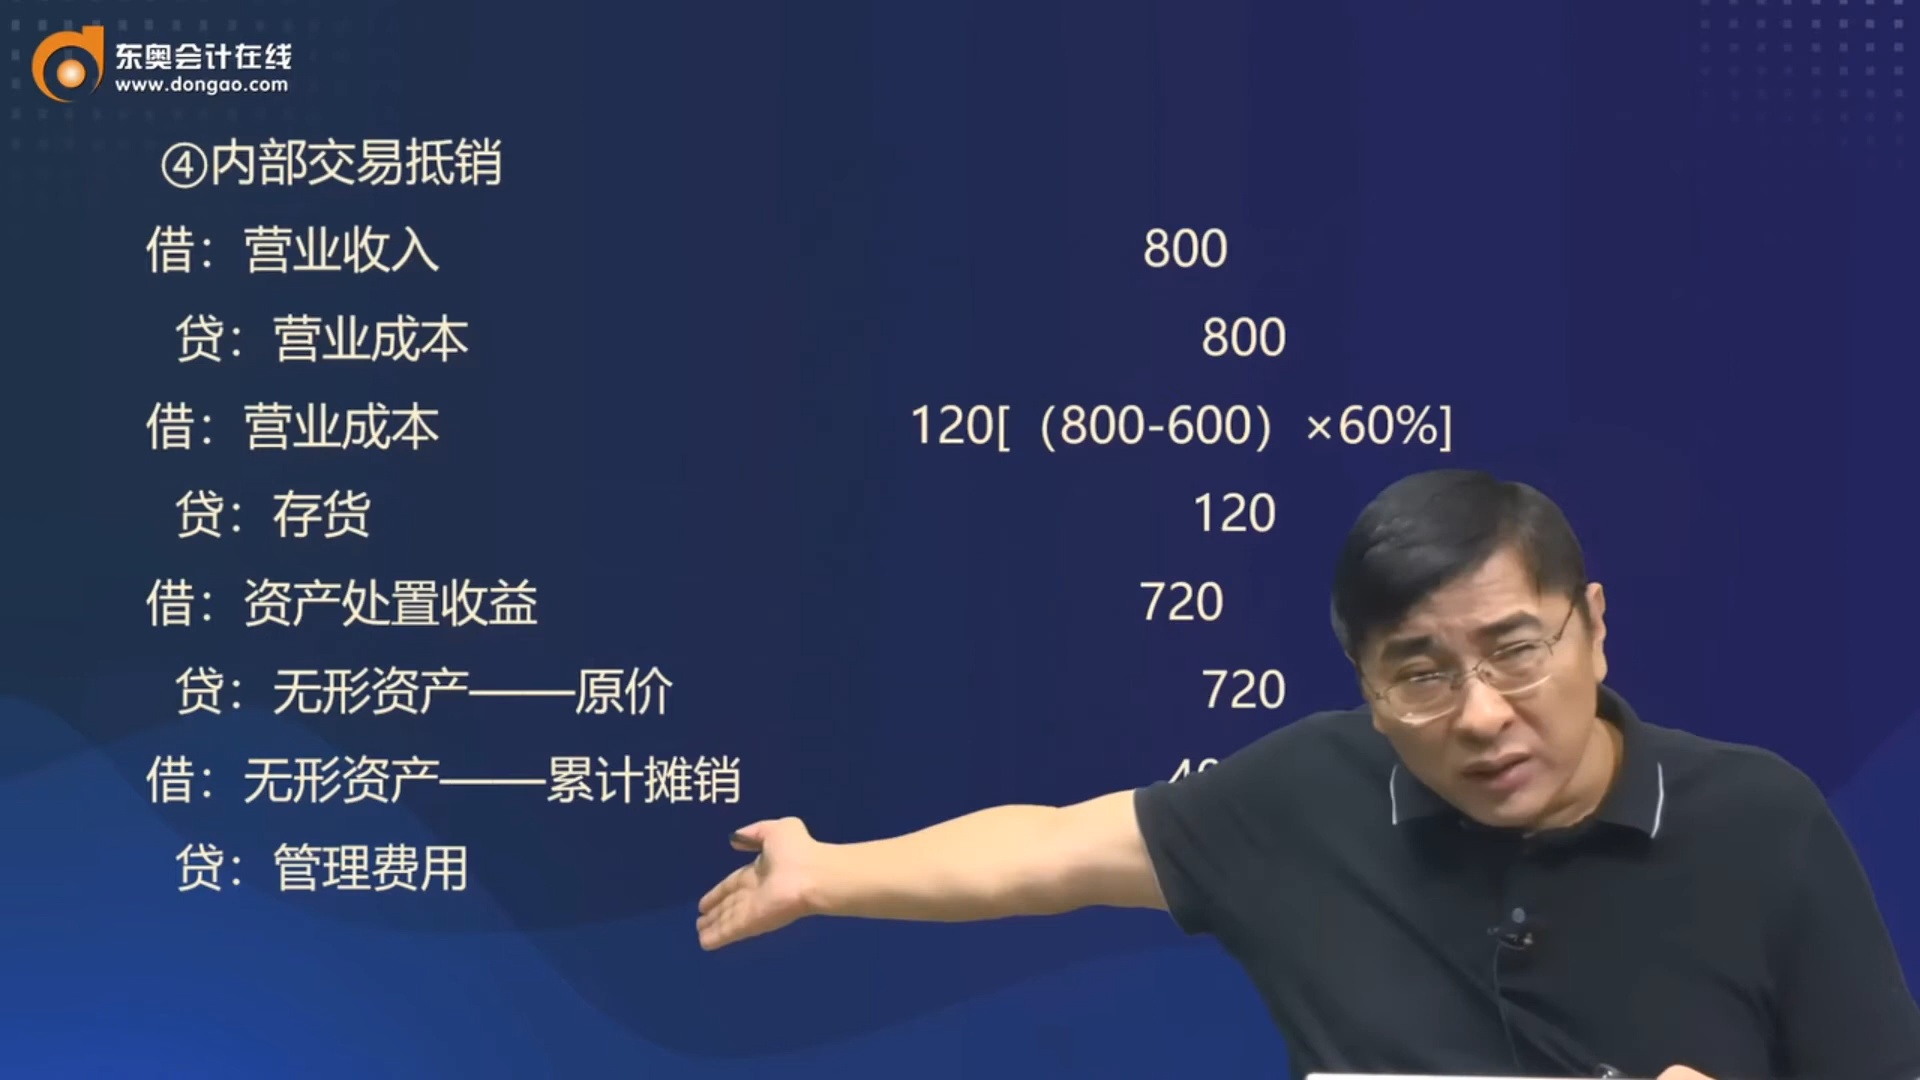 东奥会计在线
www.dongao.com
④内部交易抵销
借：营业收入 800
贷：营业成本 800
借：营业成本 120[（800-600）×60%]
贷：存货 120
借：资产处置收益 720
贷：无形资产——原价 720
借：无形资产——累计摊销
贷：管理费用